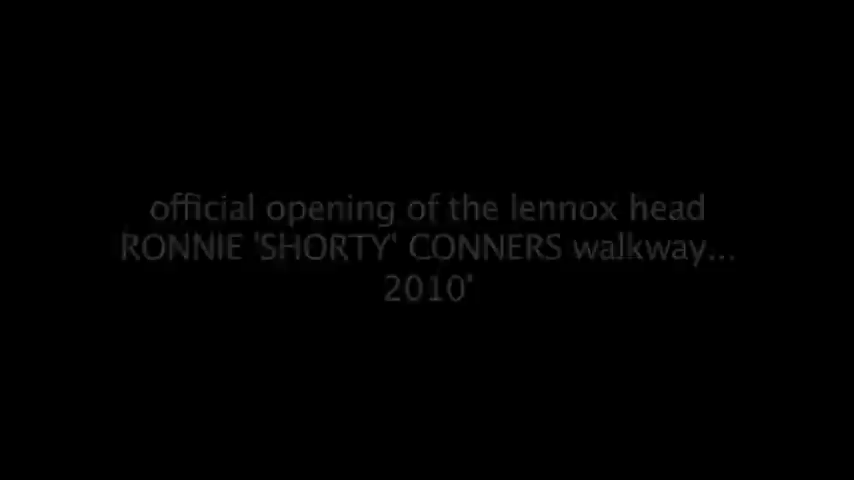 official opening of the lennox head
RONNIE 'SHORTY' CONNERS walkway...
2010'